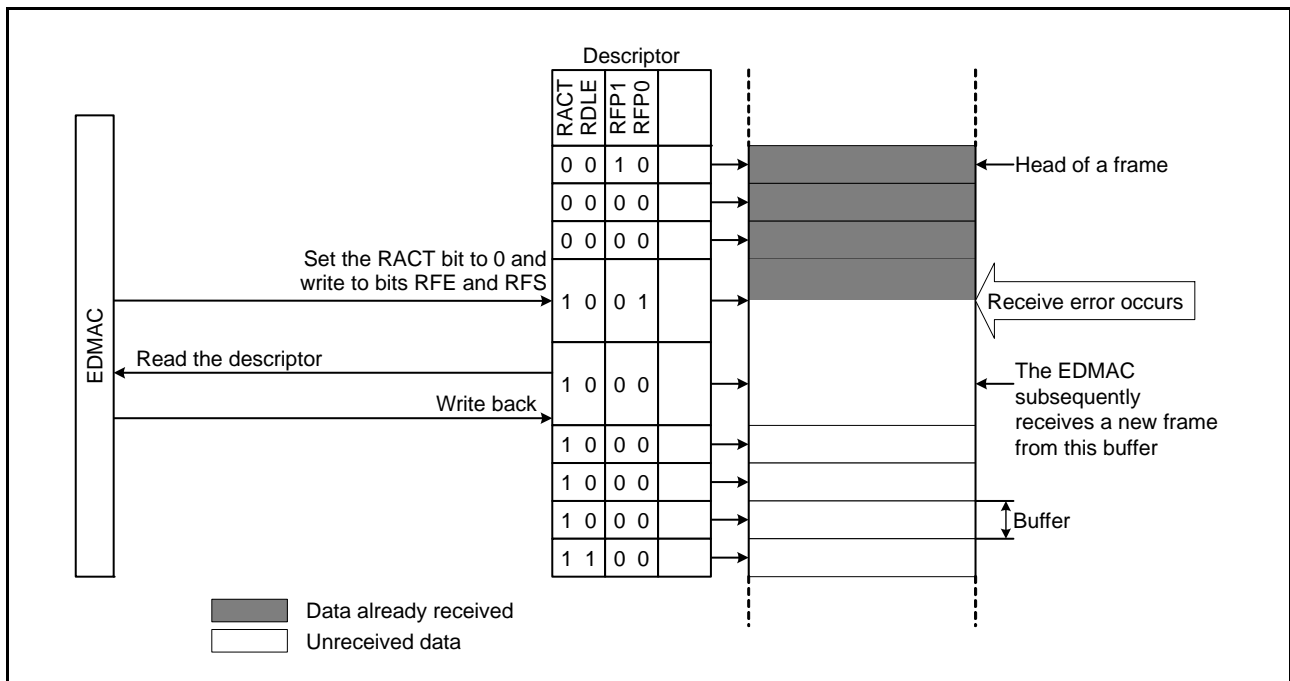 Descriptor
RACT
RDLE
RFP1
RFP0
EDMAC
0 0 1 0
Head of a frame
0 0 0 0
0 0 0 0
Set the RACT bit to 0 and
write to bits RFE and RFS
1 0 0 1
Receive error occurs
Read the descriptor
1 0 0 0
Write back
The EDMAC
subsequently
receives a new frame
from this buffer
1 0 0 0
1 0 0 0
1 0 0 0
Buffer
1 1 0 0
Data already received
Unreceived data